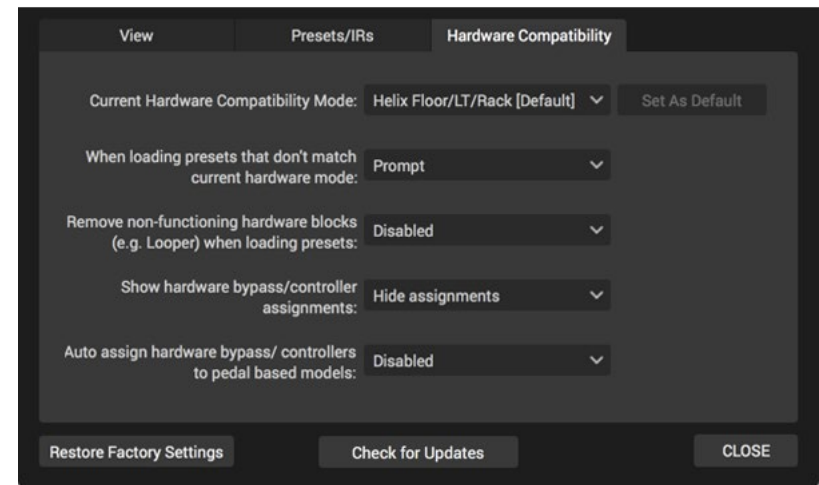 View
Presets/IRs
Hardware Compatibility
Current Hardware Compatibility Mode:
Helix Floor/LT/Rack [Default]
Set As Default
When loading presets that don't match
current hardware mode:
Prompt
Remove non-functioning hardware blocks
(e.g. Looper) when loading presets:
Disabled
Show hardware bypass/controller
assignments:
Hide assignments
Auto assign hardware bypass/ controllers
to pedal based models:
Disabled
Restore Factory Settings
Check for Updates
CLOSE